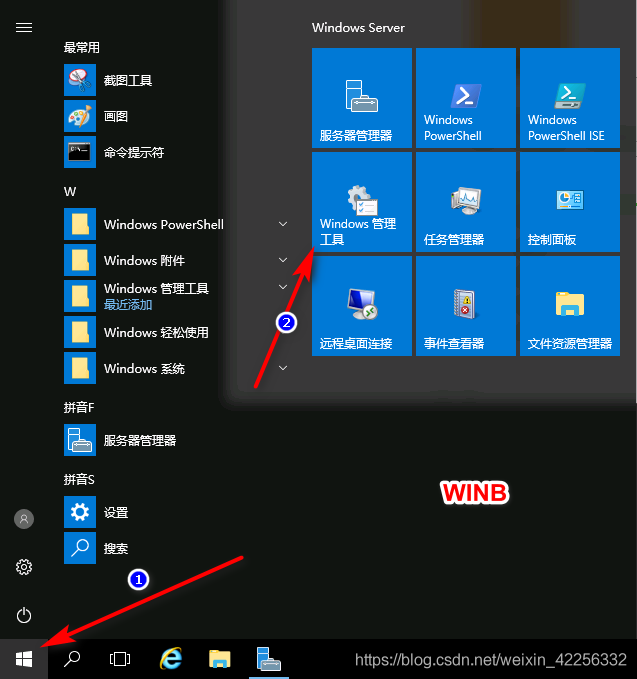 最常用
截图工具
画图
命令提示符
W
Windows PowerShell
Windows 附件
Windows 管理工具
最近添加
Windows 轻松使用
Windows 系统
拼音F
服务器管理器
拼音S
设置
搜索
1
Windows Server
服务器管理器
Windows
PowerShell
Windows
PowerShell ISE
Windows 管理
工具
任务管理器
控制面板
2
远程桌面连接
事件查看器
文件资源管理器
WINB
https://blog.csdn.net/weixin_42256332